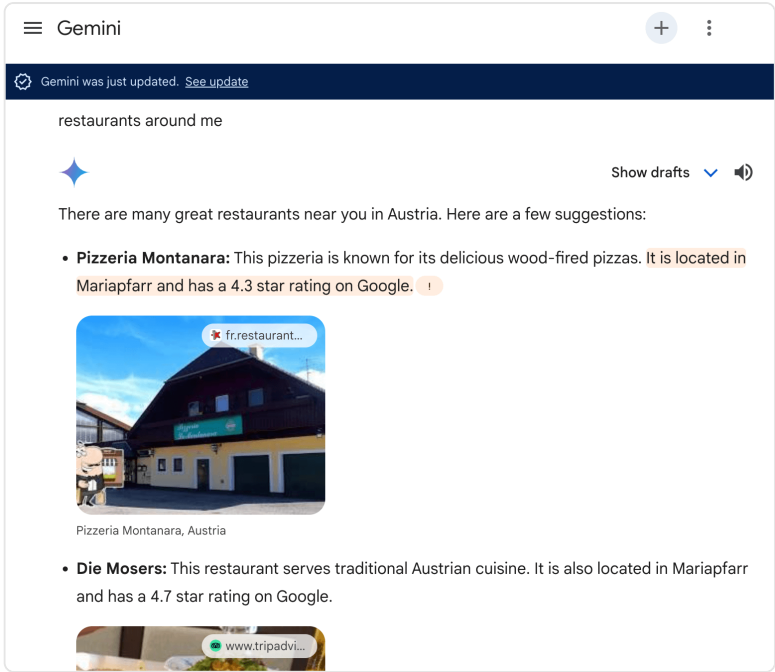 Gemini
Gemini was just updated. See update
restaurants around me
Show drafts
There are many great restaurants near you in Austria. Here are a few suggestions:
• Pizzeria Montanara: This pizzeria is known for its delicious wood-fired pizzas. It is located in
Mariapfarr and has a 4.3 star rating on Google. !
fr.restaurant...
Pizzeria
Pizzeria Montanara, Austria
• Die Mosers: This restaurant serves traditional Austrian cuisine. It is also located in Mariapfarr
and has a 4.7 star rating on Google.
www.tripadvi...